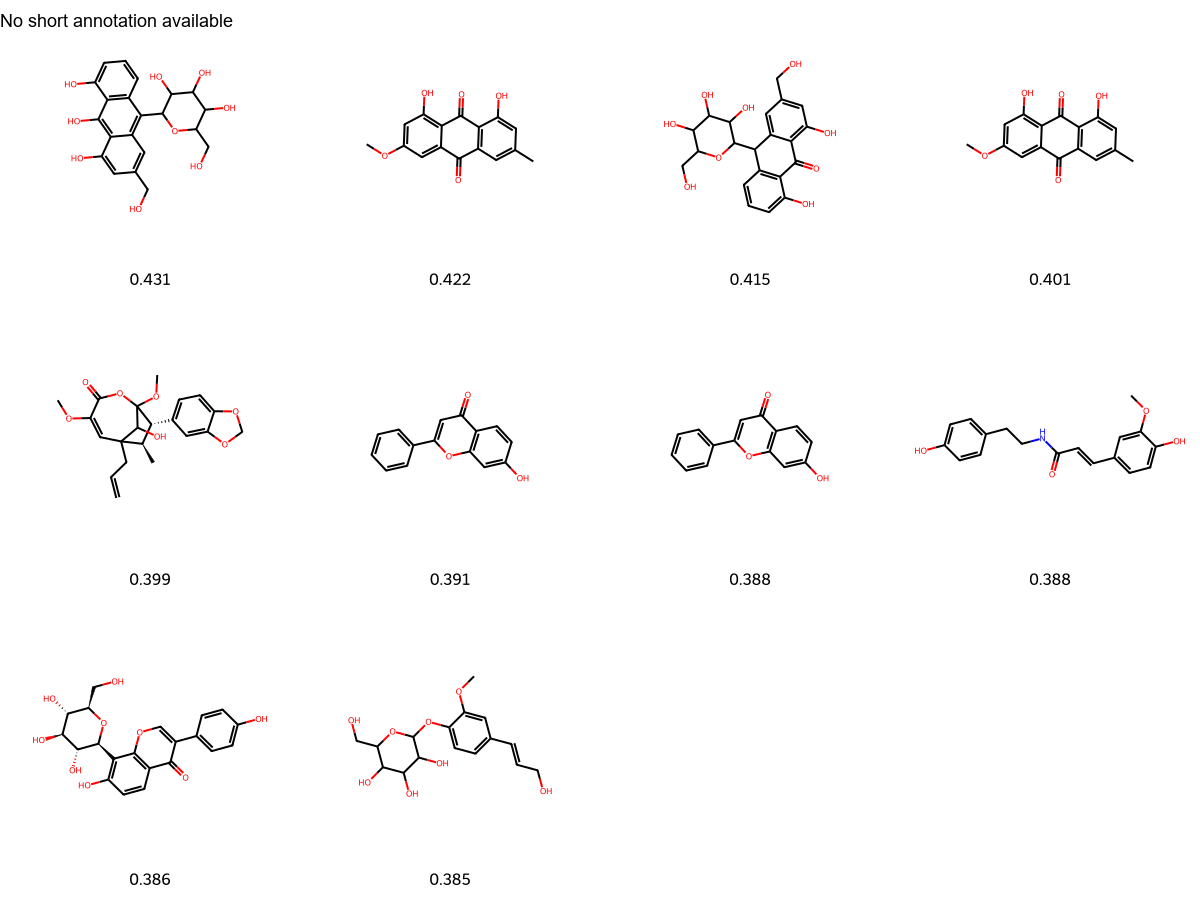 No short annotation available
HO OH HO OH HO OH O HO HO HO
OH O OH O O
OH OH OH HO OH O O OH OH
OH O OH O O
0.431 0.422 0.415 0.401
O O O O O OH O O
O O OH
O O OH
HO H N O O OH
0.399 0.391 0.388 0.388
OH HO O HO OH HO O O OH
OH O O O HO OH OH OH
0.386 0.385